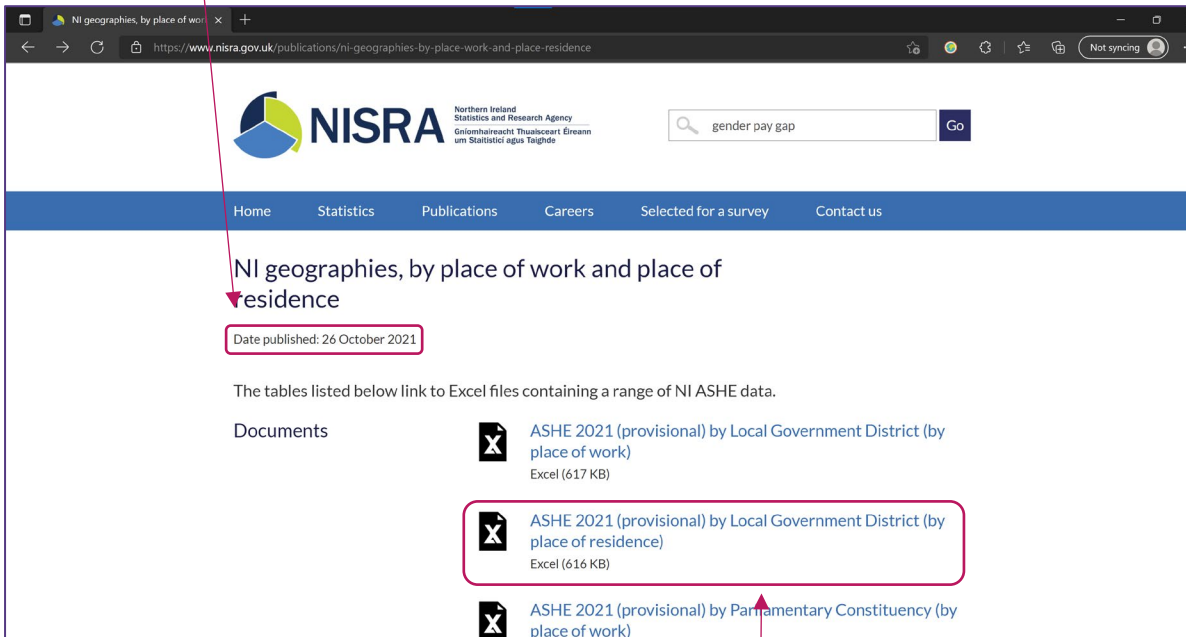 NI geographies, by place of wor
https://www.nisra.gov.uk/publications/ni-geographies-by-place-work-and-place-residence
Not syncing
NISRA
Northern Ireland
Statistics and Research Agency
Gníomhaireacht Thuaisceart Éireann
um Staitisticí agus Taighde
gender pay gap
Go
Home Statistics Publications Careers Selected for a survey Contact us
NI geographies, by place of work and place of
residence
Date published: 26 October 2021
The tables listed below link to Excel files containing a range of NI ASHE data.
Documents
ASHE 2021 (provisional) by Local Government District (by
place of work)
Excel (617 KB)
ASHE 2021 (provisional) by Local Government District (by
place of residence)
Excel (616 KB)
ASHE 2021 (provisional) by Parliamentary Constituency (by
place of work)